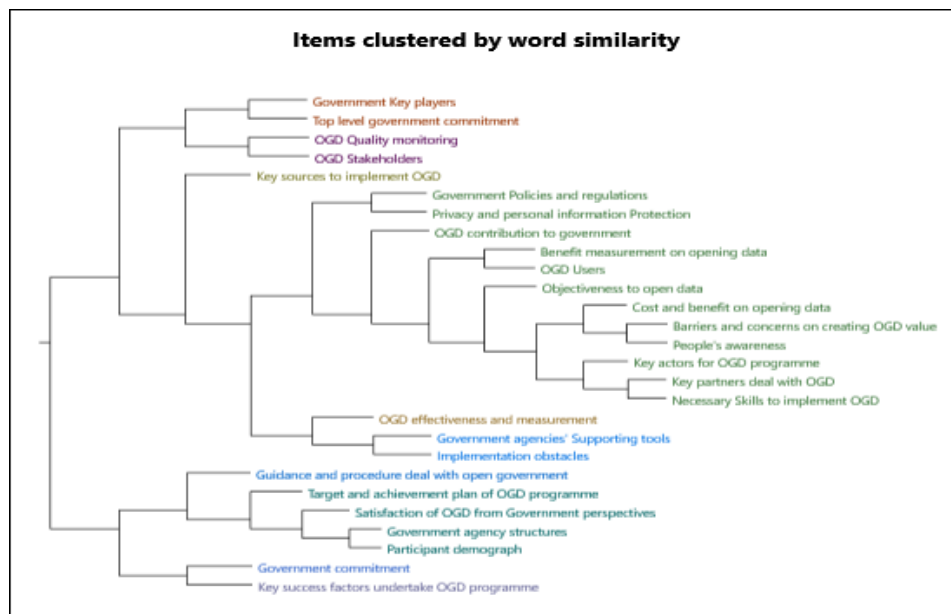 Items clustered by word similarity
Government Key players
Top level government commitment
OGD Quality monitoring
OGD Stakeholders
Key sources to implement OGD
Government Policies and regulations
Privacy and personal information Protection
OGD contribution to government
Benefit measurement on opening data
OGD Users
Objectiveness to open data
Cost and benefit on opening data
Barriers and concerns on creating OGD value
People's awareness
Key actors for OGD programme
Key partners deal with OGD
Necessary Skills to implement OGD
OGD effectiveness and measurement
Government agencies' Supporting tools
Implementation obstacles
Guidance and procedure deal with open government
Target and achievement plan of OGD programme
Satisfaction of OGD from Government perspectives
Government agency structures
Participant demograph
Government commitment
Key success factors undertake OGD programme